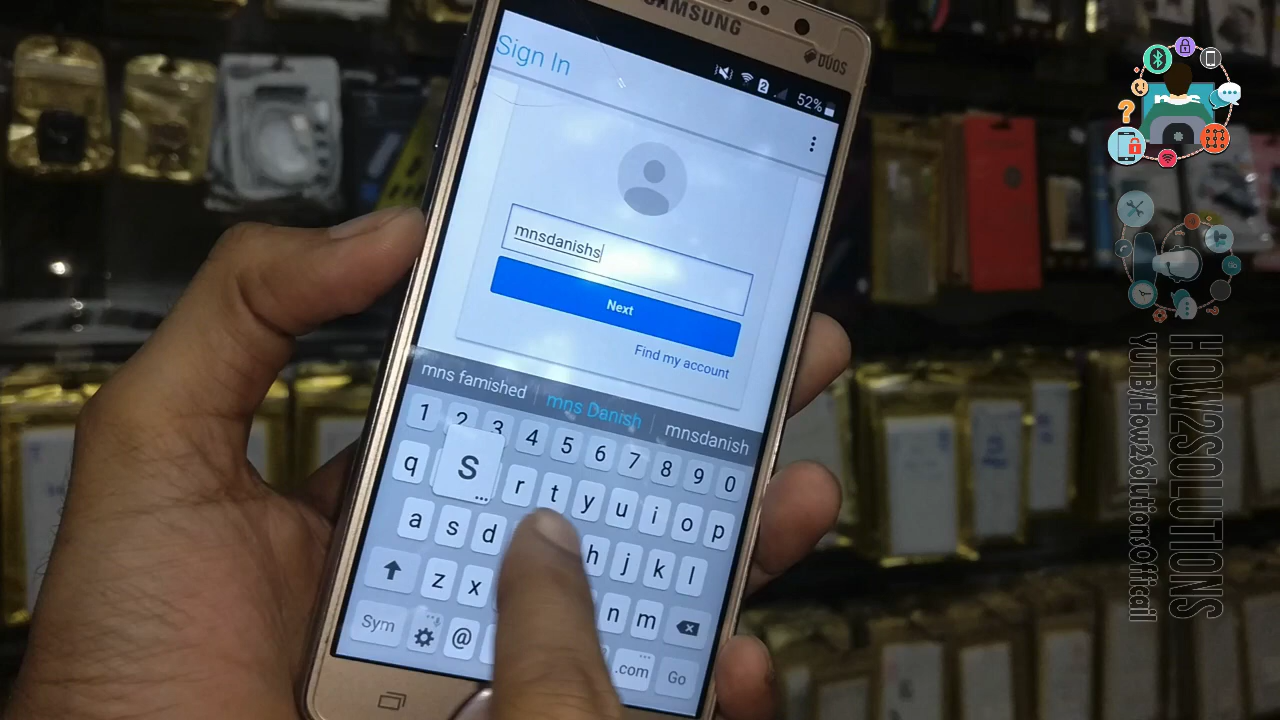 SAMSUNG
DUOS
2 52%
Sign In
mnsdanishs
Next
Find my account
mns famished mns Danish mnsdanish
1 2 3 4 5 6 7 8 9 0
q S r t y u i o p
a s d h j k l
z x n m
Sym @ .com Go
HOW2SOLUTIONS
YUTB/How2SolutionsOfficail